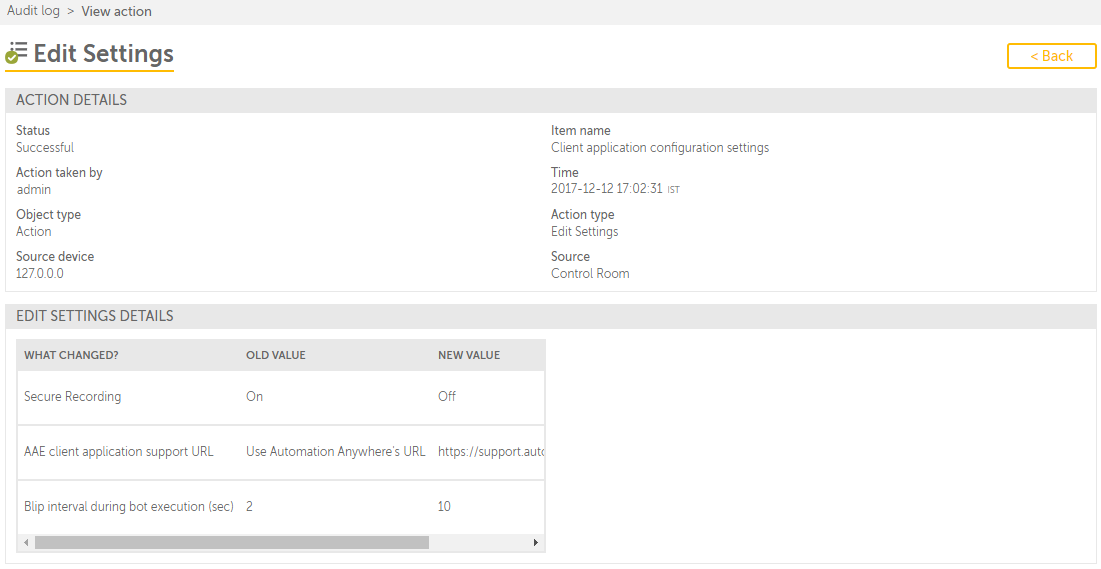 Audit log > View action
Edit Settings
< Back
ACTION DETAILS
Status
Successful
Item name
Client application configuration settings
Action taken by
admin
Time
2017-12-12 17:02:31 IST
Object type
Action
Action type
Edit Settings
Source device
127.0.0.0
Source
Control Room
EDIT SETTINGS DETAILS
WHAT CHANGED? OLD VALUE NEW VALUE
Secure Recording On Off
AAE client application support URL Use Automation Anywhere's URL https://support.auto
Blip interval during bot execution (sec) 2 10